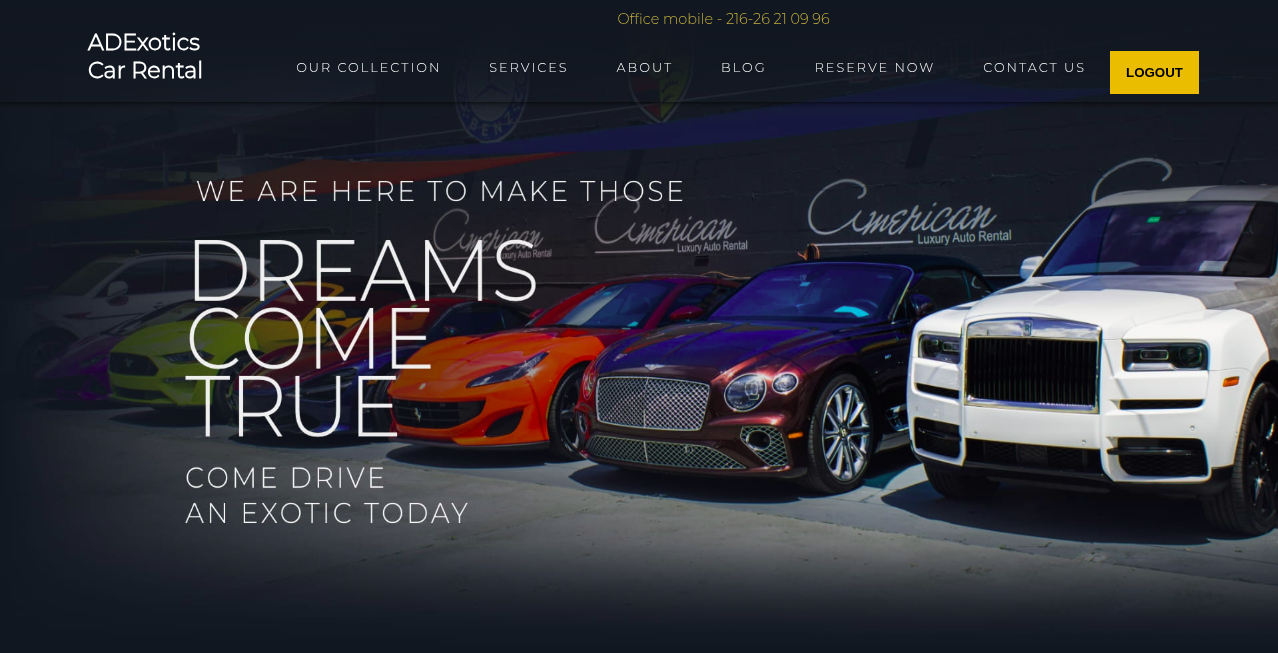 Office mobile - 216-26 21 09 96
ADExotics
Car Rental
OUR COLLECTION SERVICES ABOUT BLOG RESERVE NOW CONTACT US LOGOUT
BENZ
WE ARE HERE TO MAKE THOSE
DREAMS
COME
TRUE
American
Luxury Auto Rental
American
Luxury Auto Rental
American
Luxury Auto Rental
COME DRIVE
AN EXOTIC TODAY